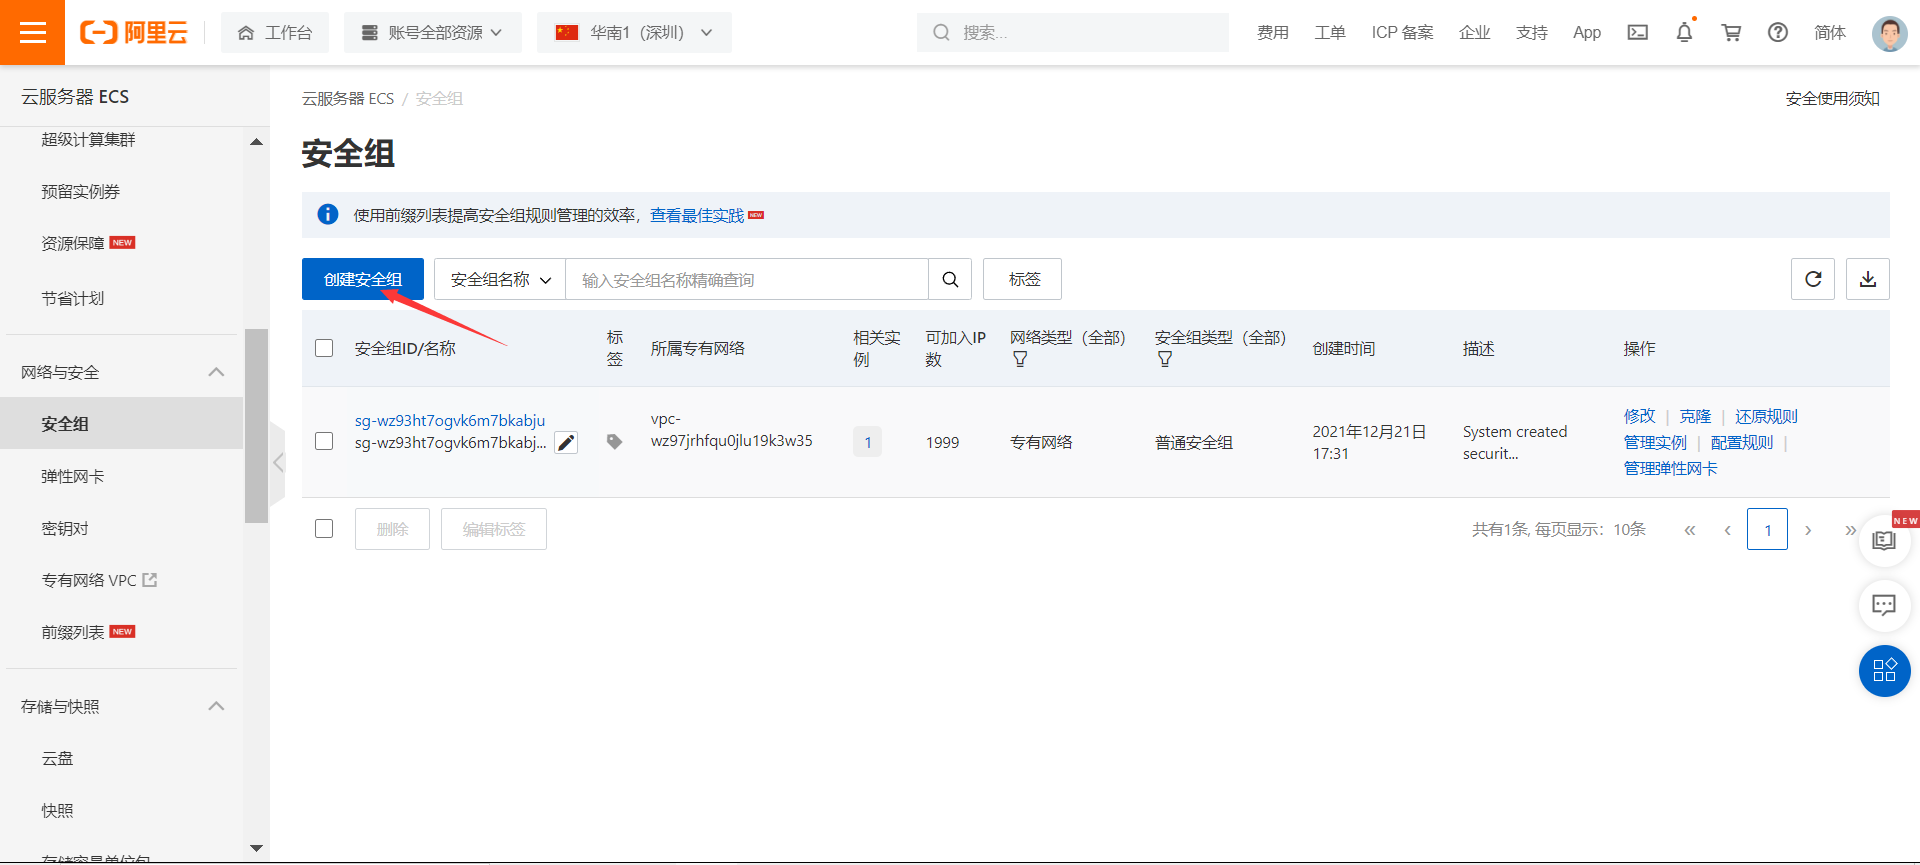 阿里云
工作台
账号全部资源
华南1（深圳）
搜索...
费用
工单
ICP 备案
企业
支持
App
简体
云服务器 ECS
超级计算集群
预留实例券
资源保障 NEW
节省计划
网络与安全
安全组
弹性网卡
密钥对
专有网络 VPC
前缀列表 NEW
存储与快照
云盘
快照
存储容量单位包
云服务器 ECS / 安全组
安全使用须知
安全组
使用前缀列表提高安全组规则管理的效率，查看最佳实践 NEW
创建安全组
安全组名称
输入安全组名称精确查询
标签
安全组ID/名称
标
签
所属专有网络
相关实
例
可加入IP
数
网络类型（全部）
安全组类型（全部）
创建时间
描述
操作
sg-wz93ht7ogvk6m7bkabju
sg-wz93ht7ogvk6m7bkabj...
vpc-
wz97jrhfqu0jlu19k3w35
1
1999
专有网络
普通安全组
2021年12月21日
17:31
System created
securit...
修改 | 克隆 | 还原规则
管理实例 | 配置规则 |
管理弹性网卡
删除
编辑标签
共有1条, 每页显示：10条
« ‹ 1 › »
NEW